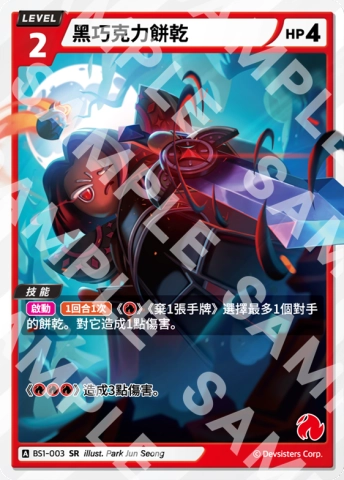 LEVEL
2
黑巧克力餅乾
HP4
技能
啟動 1回合1次 《》《棄1張手牌》選擇最多1個對手
的餅乾。對它造成1點傷害。
《》造成3點傷害。
A BS1-003 SR illust. Park Jun Seong
© Devsisters Corp.
SAMPLE SAMPLE SAMPLE SAMPLE